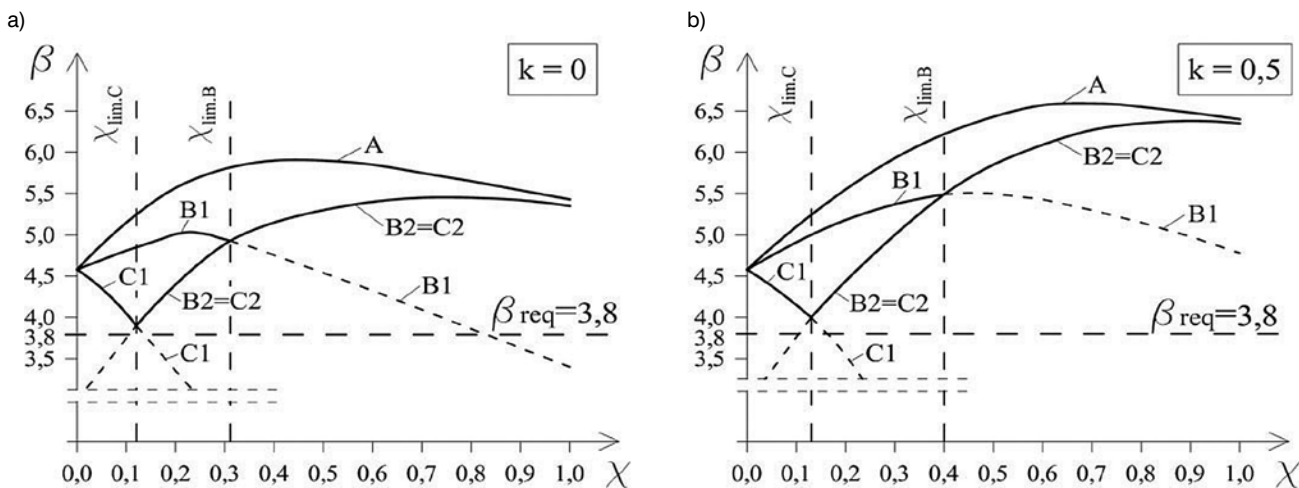 a)
β
k = 0
χlim.C
χlim.B
6,5
6,0
5,5
5,0
4,5
4,0
3,8
3,5
A
B1
C1
B2=C2
B2=C2
B1
C1
βreq=3,8
0,0 0,1 0,2 0,3 0,4 0,5 0,6 0,7 0,8 0,9 1,0 χ
b)
β
k = 0,5
χlim.C
χlim.B
6,5
6,0
5,5
5,0
4,5
4,0
3,8
3,5
A
B2=C2
B1
B1
C1
B2=C2
C1
βreq=3,8
0,0 0,1 0,2 0,3 0,4 0,5 0,6 0,7 0,8 0,9 1,0 χ